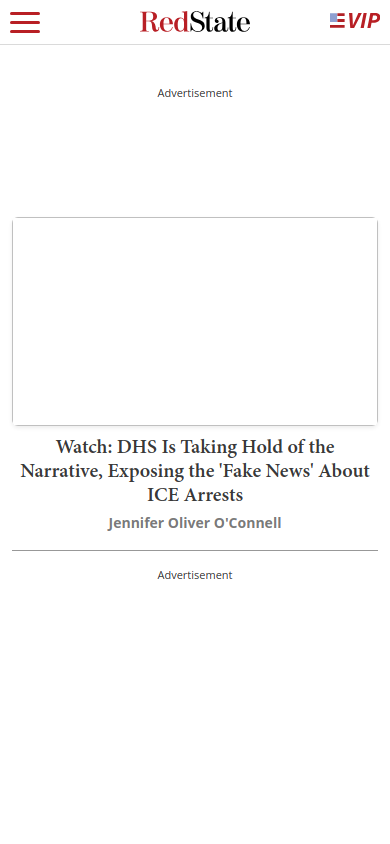 RedState
VIP
Advertisement
Watch: DHS Is Taking Hold of the
Narrative, Exposing the 'Fake News' About
ICE Arrests
Jennifer Oliver O'Connell
Advertisement